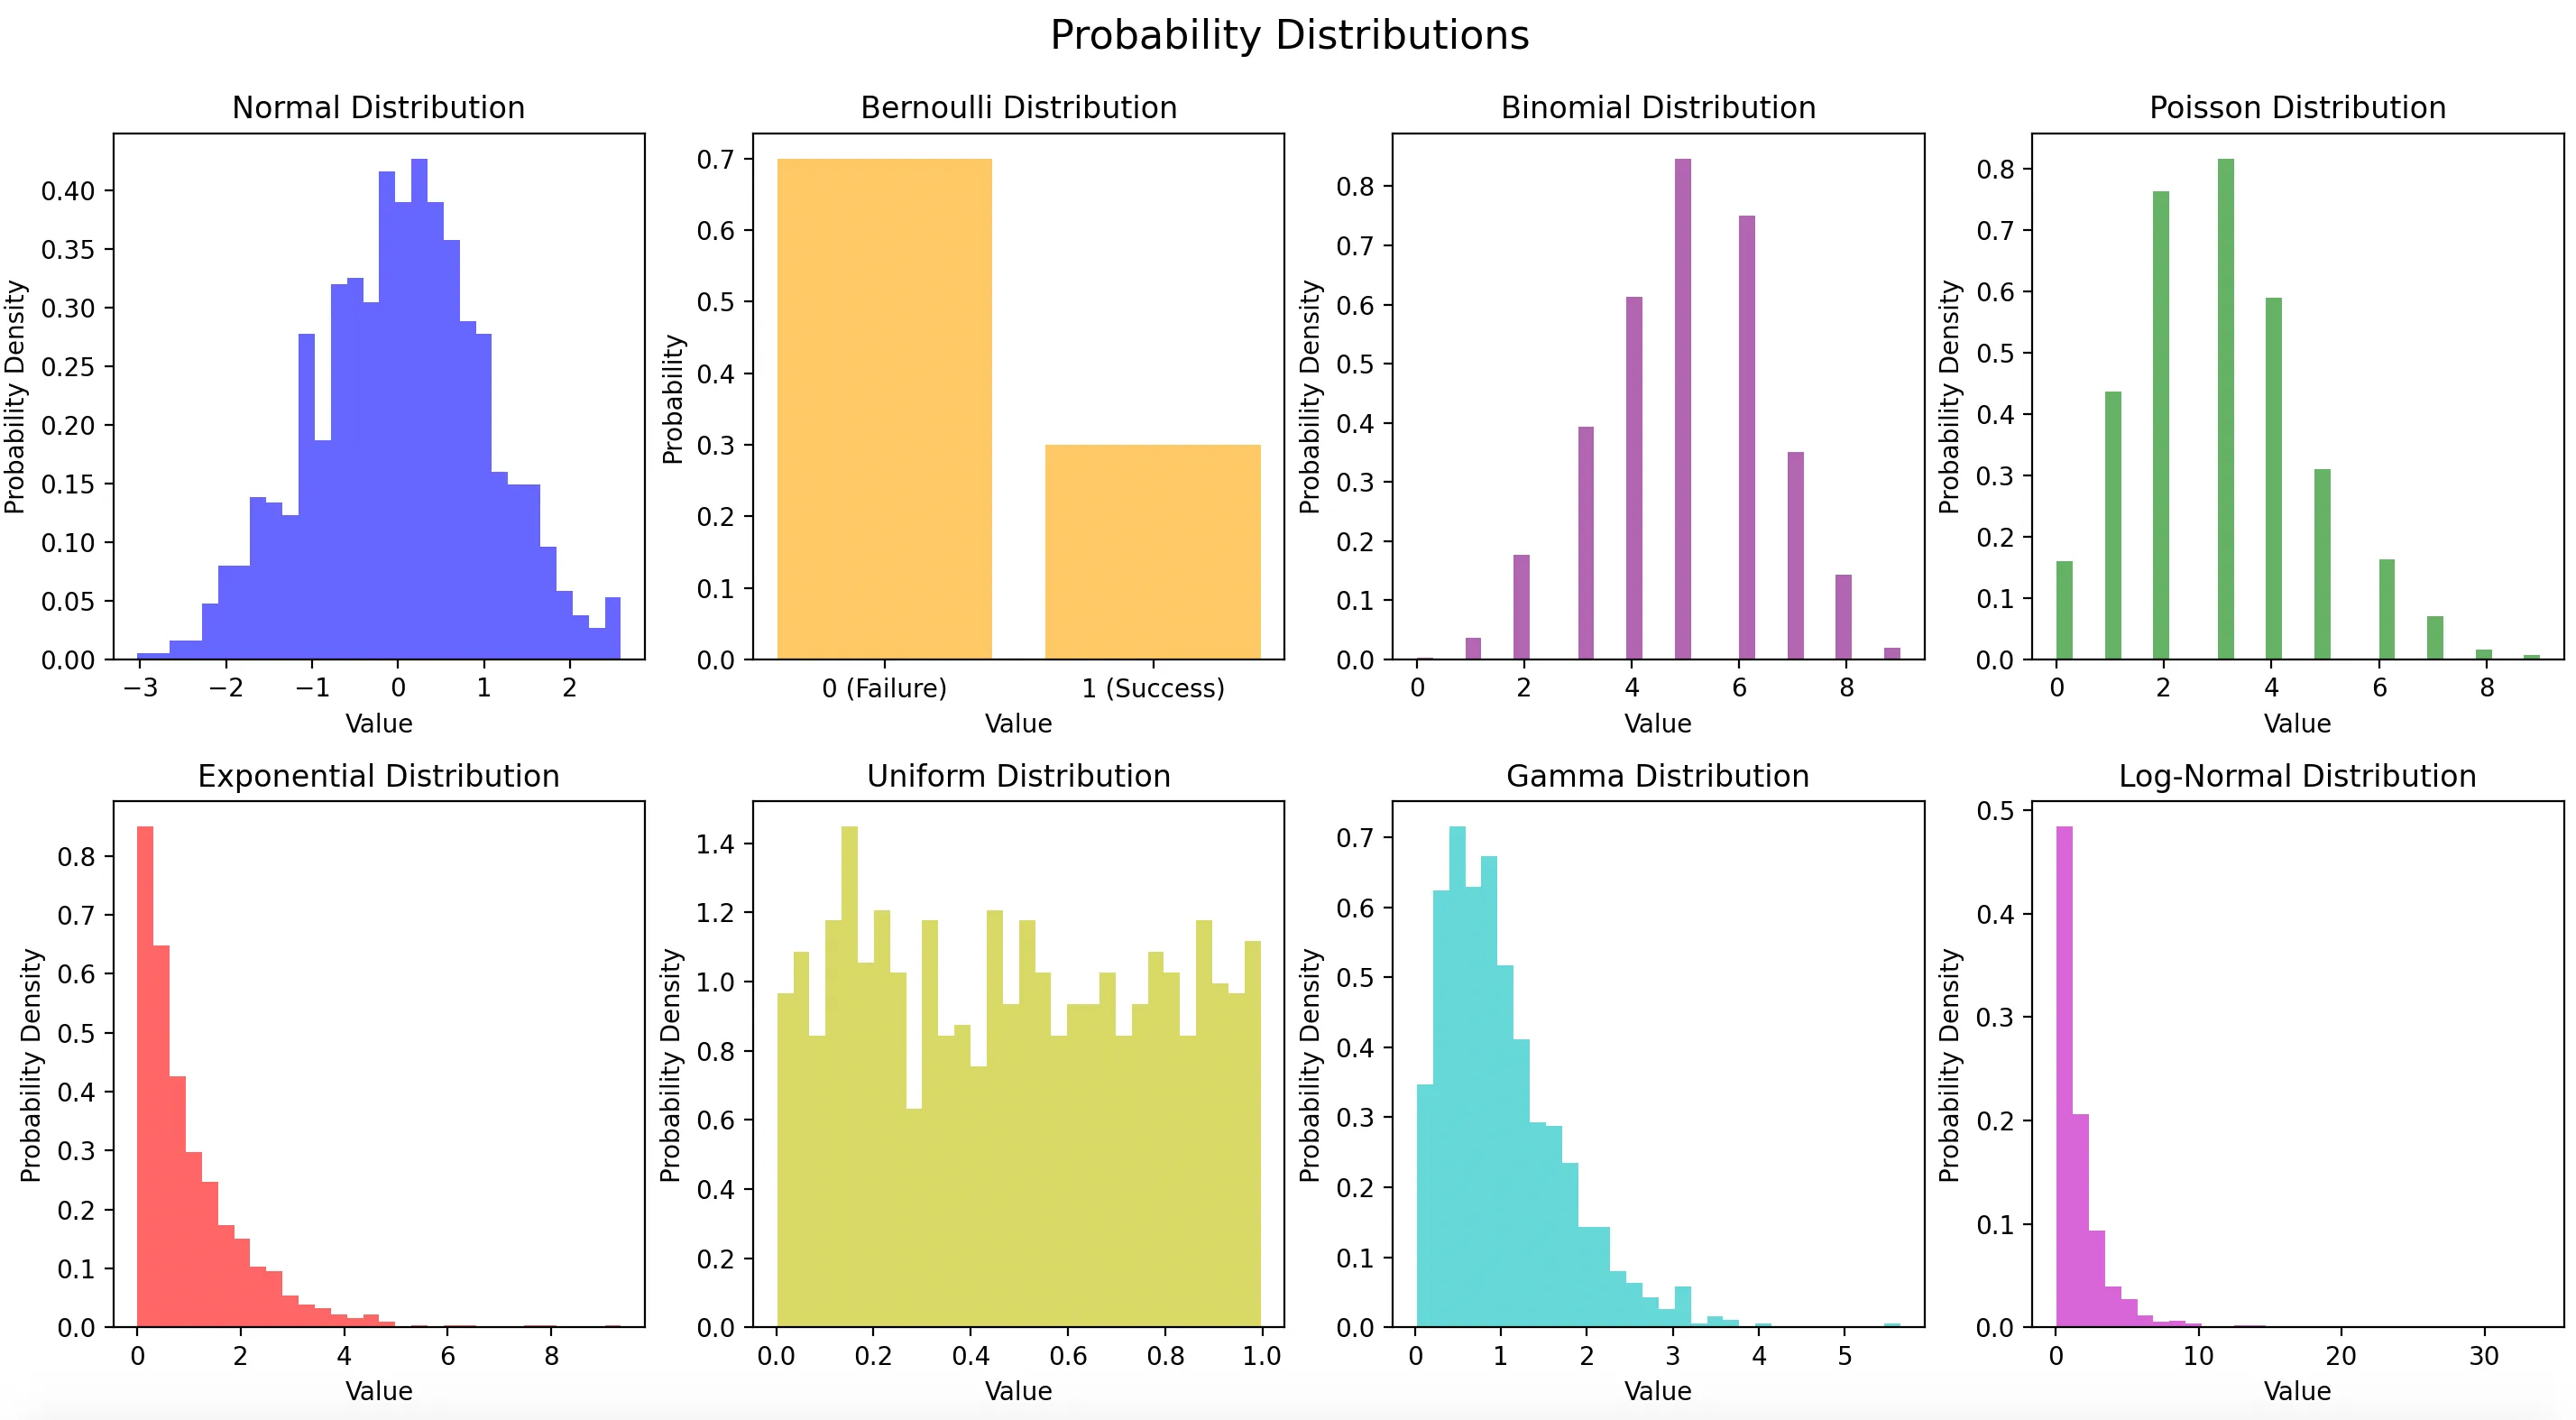 Probability Distributions
Normal Distribution
Probability Density
0.40
0.35
0.30
0.25
0.20
0.15
0.10
0.05
0.00
−3 −2 −1 0 1 2
Value
Bernoulli Distribution
Probability
0.7
0.6
0.5
0.4
0.3
0.2
0.1
0.0
0 (Failure) 1 (Success)
Value
Binomial Distribution
Probability Density
0.8
0.7
0.6
0.5
0.4
0.3
0.2
0.1
0.0
0 2 4 6 8
Value
Poisson Distribution
Probability Density
0.8
0.7
0.6
0.5
0.4
0.3
0.2
0.1
0.0
0 2 4 6 8
Value
Exponential Distribution
Probability Density
0.8
0.7
0.6
0.5
0.4
0.3
0.2
0.1
0.0
0 2 4 6 8
Value
Uniform Distribution
Probability Density
1.4
1.2
1.0
0.8
0.6
0.4
0.2
0.0
0.0 0.2 0.4 0.6 0.8 1.0
Value
Gamma Distribution
Probability Density
0.7
0.6
0.5
0.4
0.3
0.2
0.1
0.0
0 1 2 3 4 5
Value
Log-Normal Distribution
Probability Density
0.5
0.4
0.3
0.2
0.1
0.0
0 10 20 30
Value